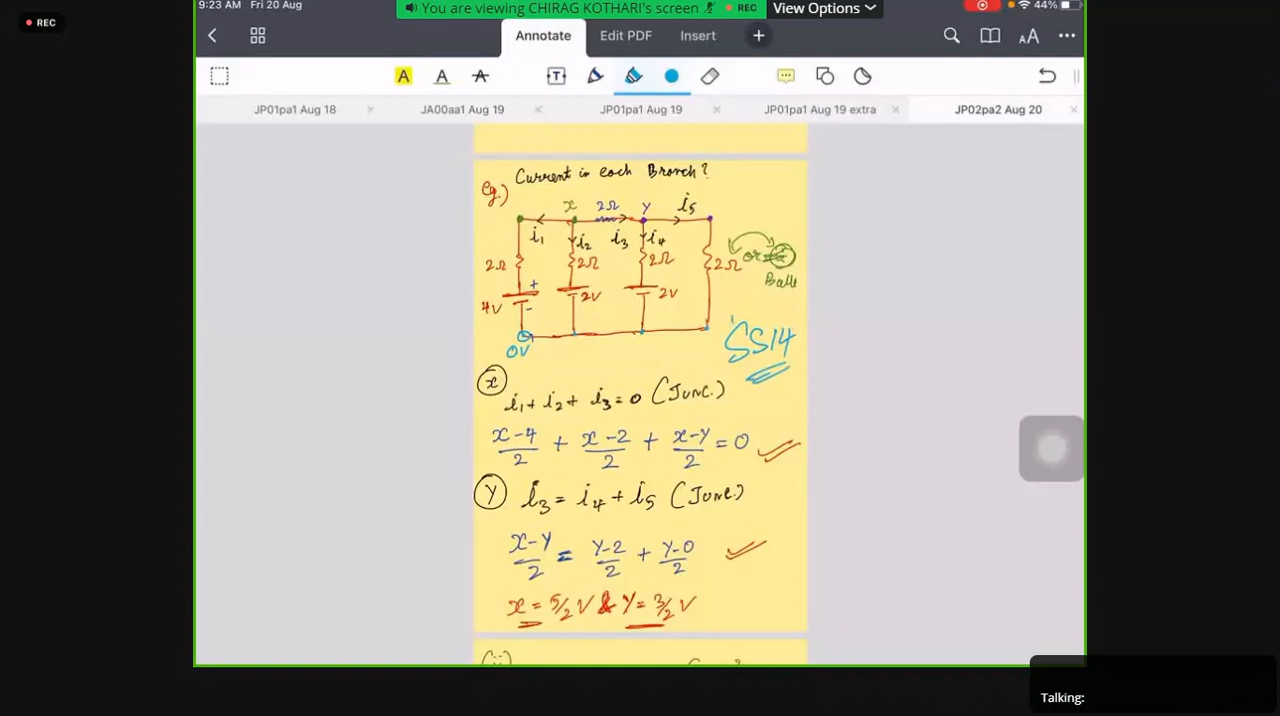 9:23 AM Fri 20 Aug
You are viewing CHIRAG KOTHARI's screen
REC
View Options
44%
REC
Annotate
Edit PDF
Insert
+
AA
A
A
A
T
JP01pa1 Aug 18
JA00aa1 Aug 19
JP01pa1 Aug 19
JP01pa1 Aug 19 extra
JP02pa2 Aug 20
Current in each Branch?
Eg.)
x
2Ω
y
i5
i1
i2
i3
i4
2Ω
2Ω
2Ω
2Ω
or
+
4V
-
2V
2V
0V
SS14
x
i1 + i2 + i3 = 0 (Junc.)
x-4/2 + x-2/2 + x-y/2 = 0
y
i3 = i4 + i5 (Junc.)
x-y/2 = y-2/2 + y-0/2
x = 5/2 V & y = 3/2 V
Talking: